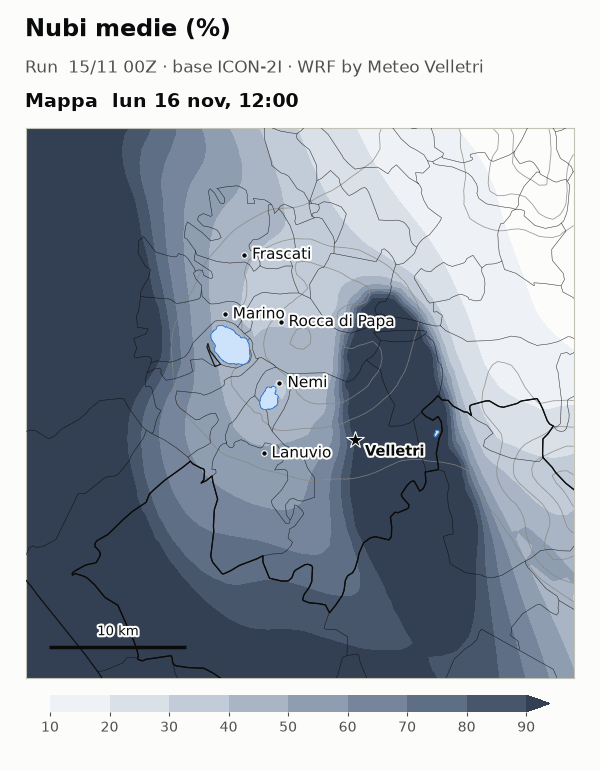 Nubi medie (%)
Run  15/11 00Z · base ICON-2I · WRF by Meteo Velletri
Mappa  lun 16 nov, 12:00
Frascati
Marino
Rocca di Papa
Nemi
Velletri
Lanuvio
10 km
10 20 30 40 50 60 70 80 90